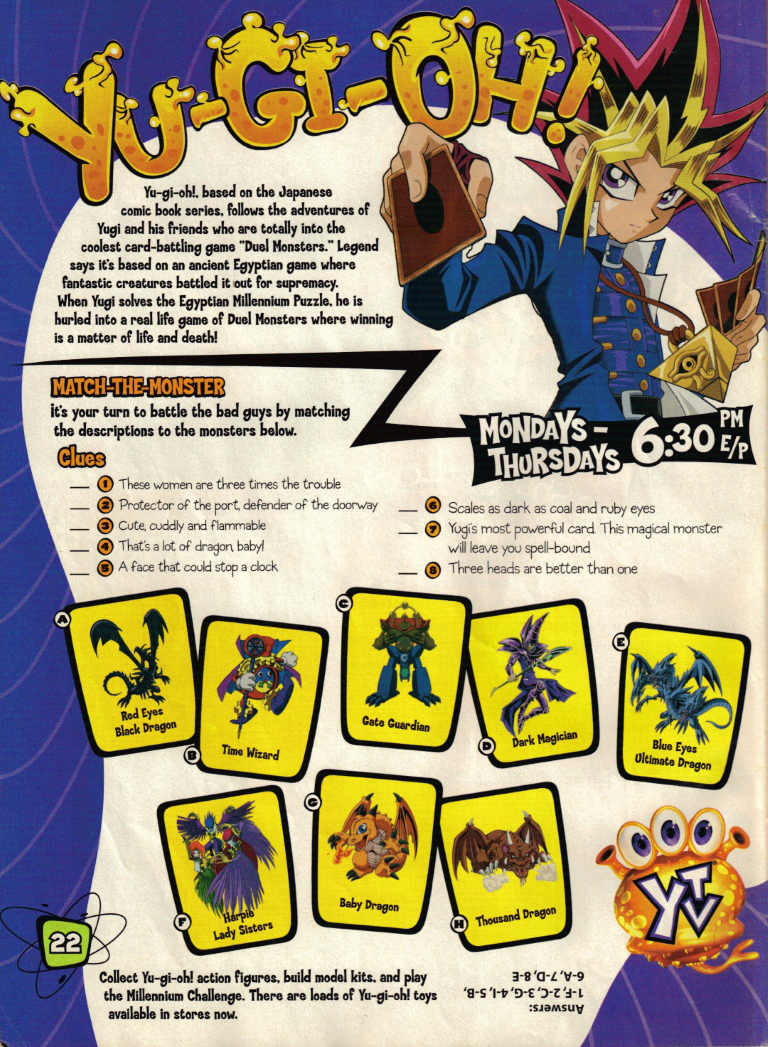 YU-GI-OH!
Yu-gi-oh!, based on the Japanese
comic book series, follows the adventures of
Yugi and his friends who are totally into the
coolest card-battling game "Duel Monsters." Legend
says it's based on an ancient Egyptian game where
fantastic creatures battled it out for supremacy.
When Yugi solves the Egyptian Millennium Puzzle, he is
hurled into a real life game of Duel Monsters where winning
is a matter of life and death!
MATCH-THE-MONSTER
it's your turn to battle the bad guys by matching
the descriptions to the monsters below.
MONDAYS –
THURSDAYS
6:30 PM E/P
Clues
__ 1 These women are three times the trouble
__ 2 Protector of the port, defender of the doorway
__ 3 Cute, cuddly and flammable
__ 4 That's a lot of dragon, baby!
__ 5 A face that could stop a clock
__ 6 Scales as dark as coal and ruby eyes
__ 7 Yugi's most powerful card. This magical monster
will leave you spell-bound
__ 8 Three heads are better than one
A
Red Eyes
Black Dragon
B
Time Wizard
C
Gate Guardian
D
Dark Magician
E
Blue Eyes
Ultimate Dragon
F
Harpie
Lady Sisters
G
Baby Dragon
H
Thousand Dragon
YTV
22
Collect Yu-gi-oh! action figures, build model kits, and play
the Millennium Challenge. There are loads of Yu-gi-oh! toys
available in stores now.
Answers:
1-F, 2-C, 3-G, 4-I, 5-B,
6-A, 7-D, 8-E